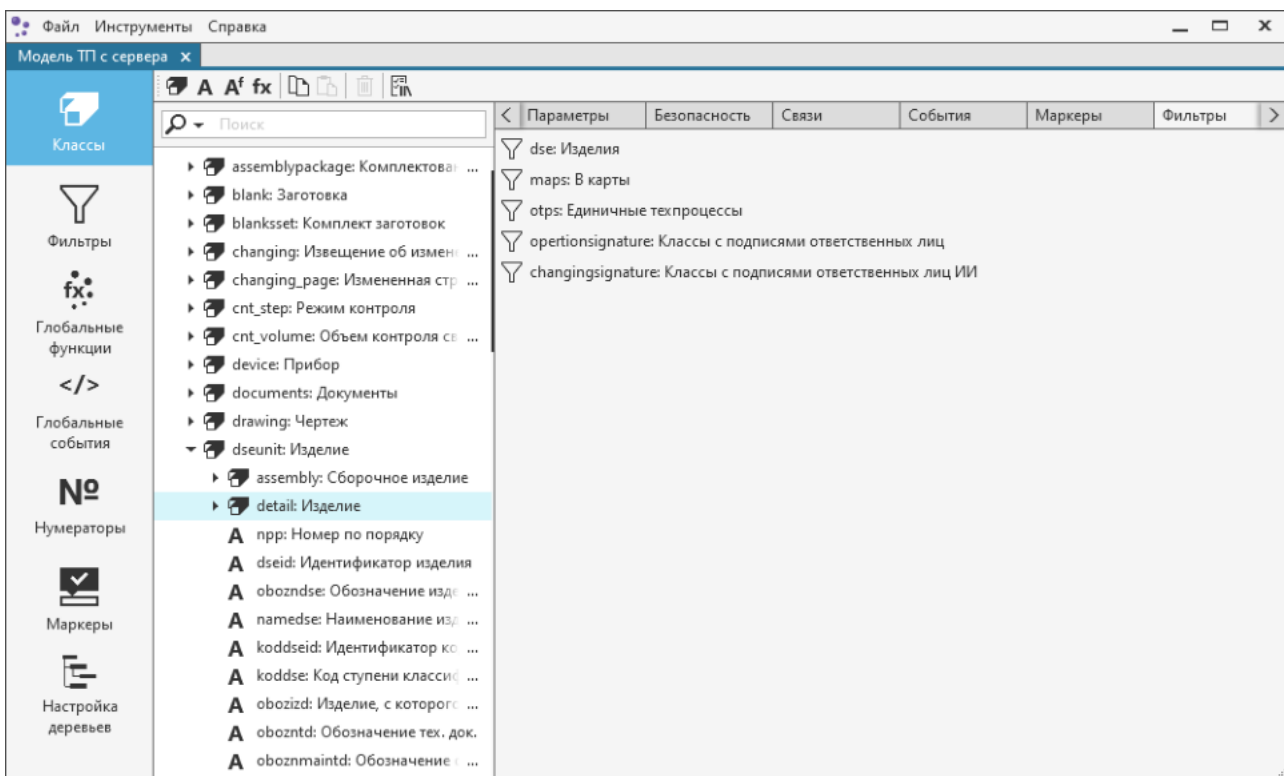 Файл Инструменты Справка
Модель ТП с сервера
A Af fx
Классы
Фильтры
fx
Глобальные
функции
</>
Глобальные
события
№
Нумераторы
Маркеры
Настройка
деревьев
Поиск
assemblypackage: Комплектова ...
blank: Заготовка
blanksset: Комплект заготовок
changing: Извещение об измен ...
changing_page: Измененная стр ...
cnt_step: Режим контроля
cnt_volume: Объем контроля св ...
device: Прибор
documents: Документы
drawing: Чертеж
dseunit: Изделие
assembly: Сборочное изделие
detail: Изделие
A npp: Номер по порядку
A dseid: Идентификатор изделия
A obozndse: Обозначение изде ...
A namedse: Наименование изд ...
A koddseid: Идентификатор ко ...
A koddse: Код ступени классиф ...
A obozizd: Изделие, с которого ...
A obozntd: Обозначение тех. док.
A oboznmaintd: Обозначение ...
Параметры Безопасность Связи События Маркеры Фильтры
dse: Изделия
maps: В карты
otps: Единичные техпроцессы
opertionsignature: Классы с подписями ответственных лиц
changingsignature: Классы с подписями ответственных лиц ИИ